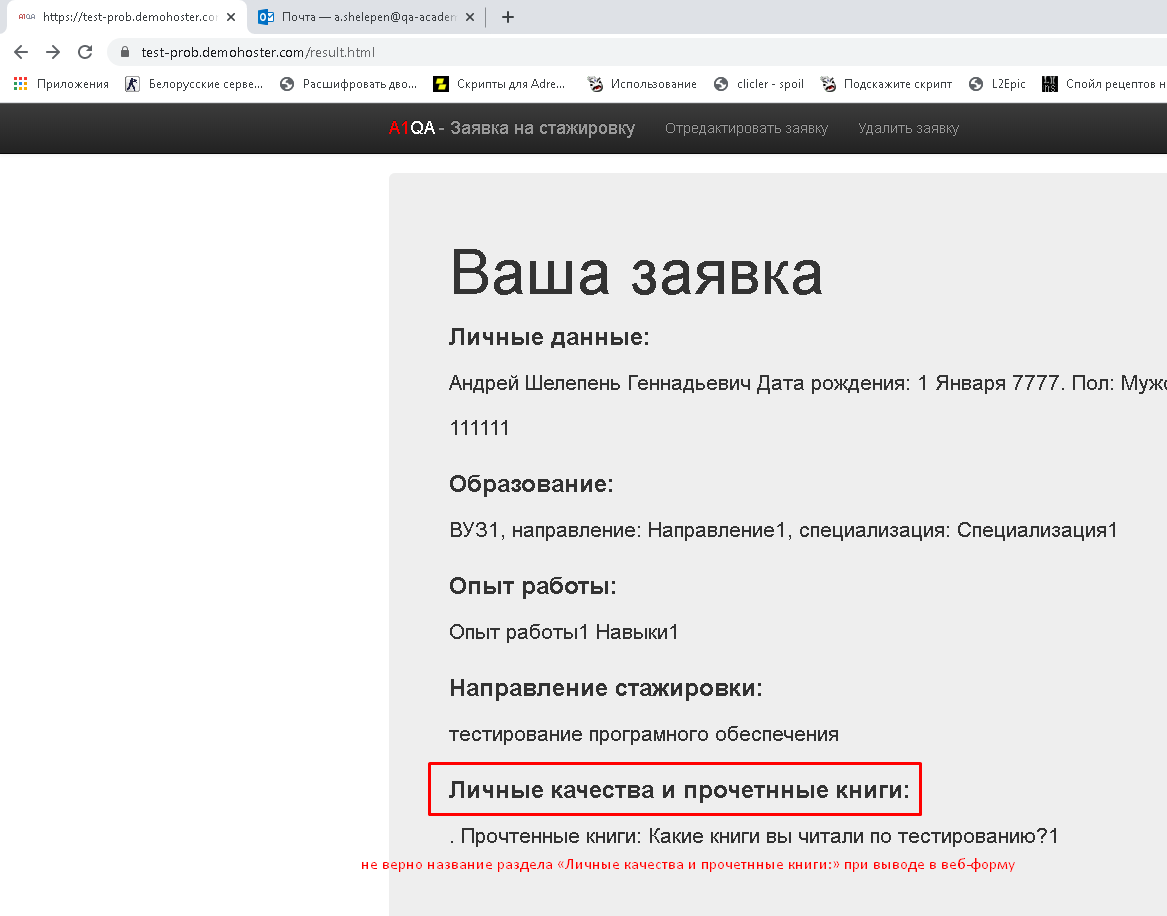 A1QA https://test-prob.demohoster.cor
Почта — a.shelepen@qa-acaden
test-prob.demohoster.com/result.html
Приложения Белорусские серве... Расшифровать дво... Скрипты для Adre... Использование clicler - spoil Подскажите скрипт L2Epic Спойл рецептов н
A1QA - Заявка на стажировку Отредактировать заявку Удалить заявку
Ваша заявка
Личные данные:
Андрей Шелепень Геннадьевич Дата рождения: 1 Января 7777. Пол: Мужс
111111
Образование:
ВУЗ1, направление: Направление1, специализация: Специализация1
Опыт работы:
Опыт работы1 Навыки1
Направление стажировки:
тестирование програмного обеспечения
Личные качества и прочетнные книги:
. Прочтенные книги: Какие книги вы читали по тестированию?1
не верно название раздела «Личные качества и прочетнные книги:» при выводе в веб-форму